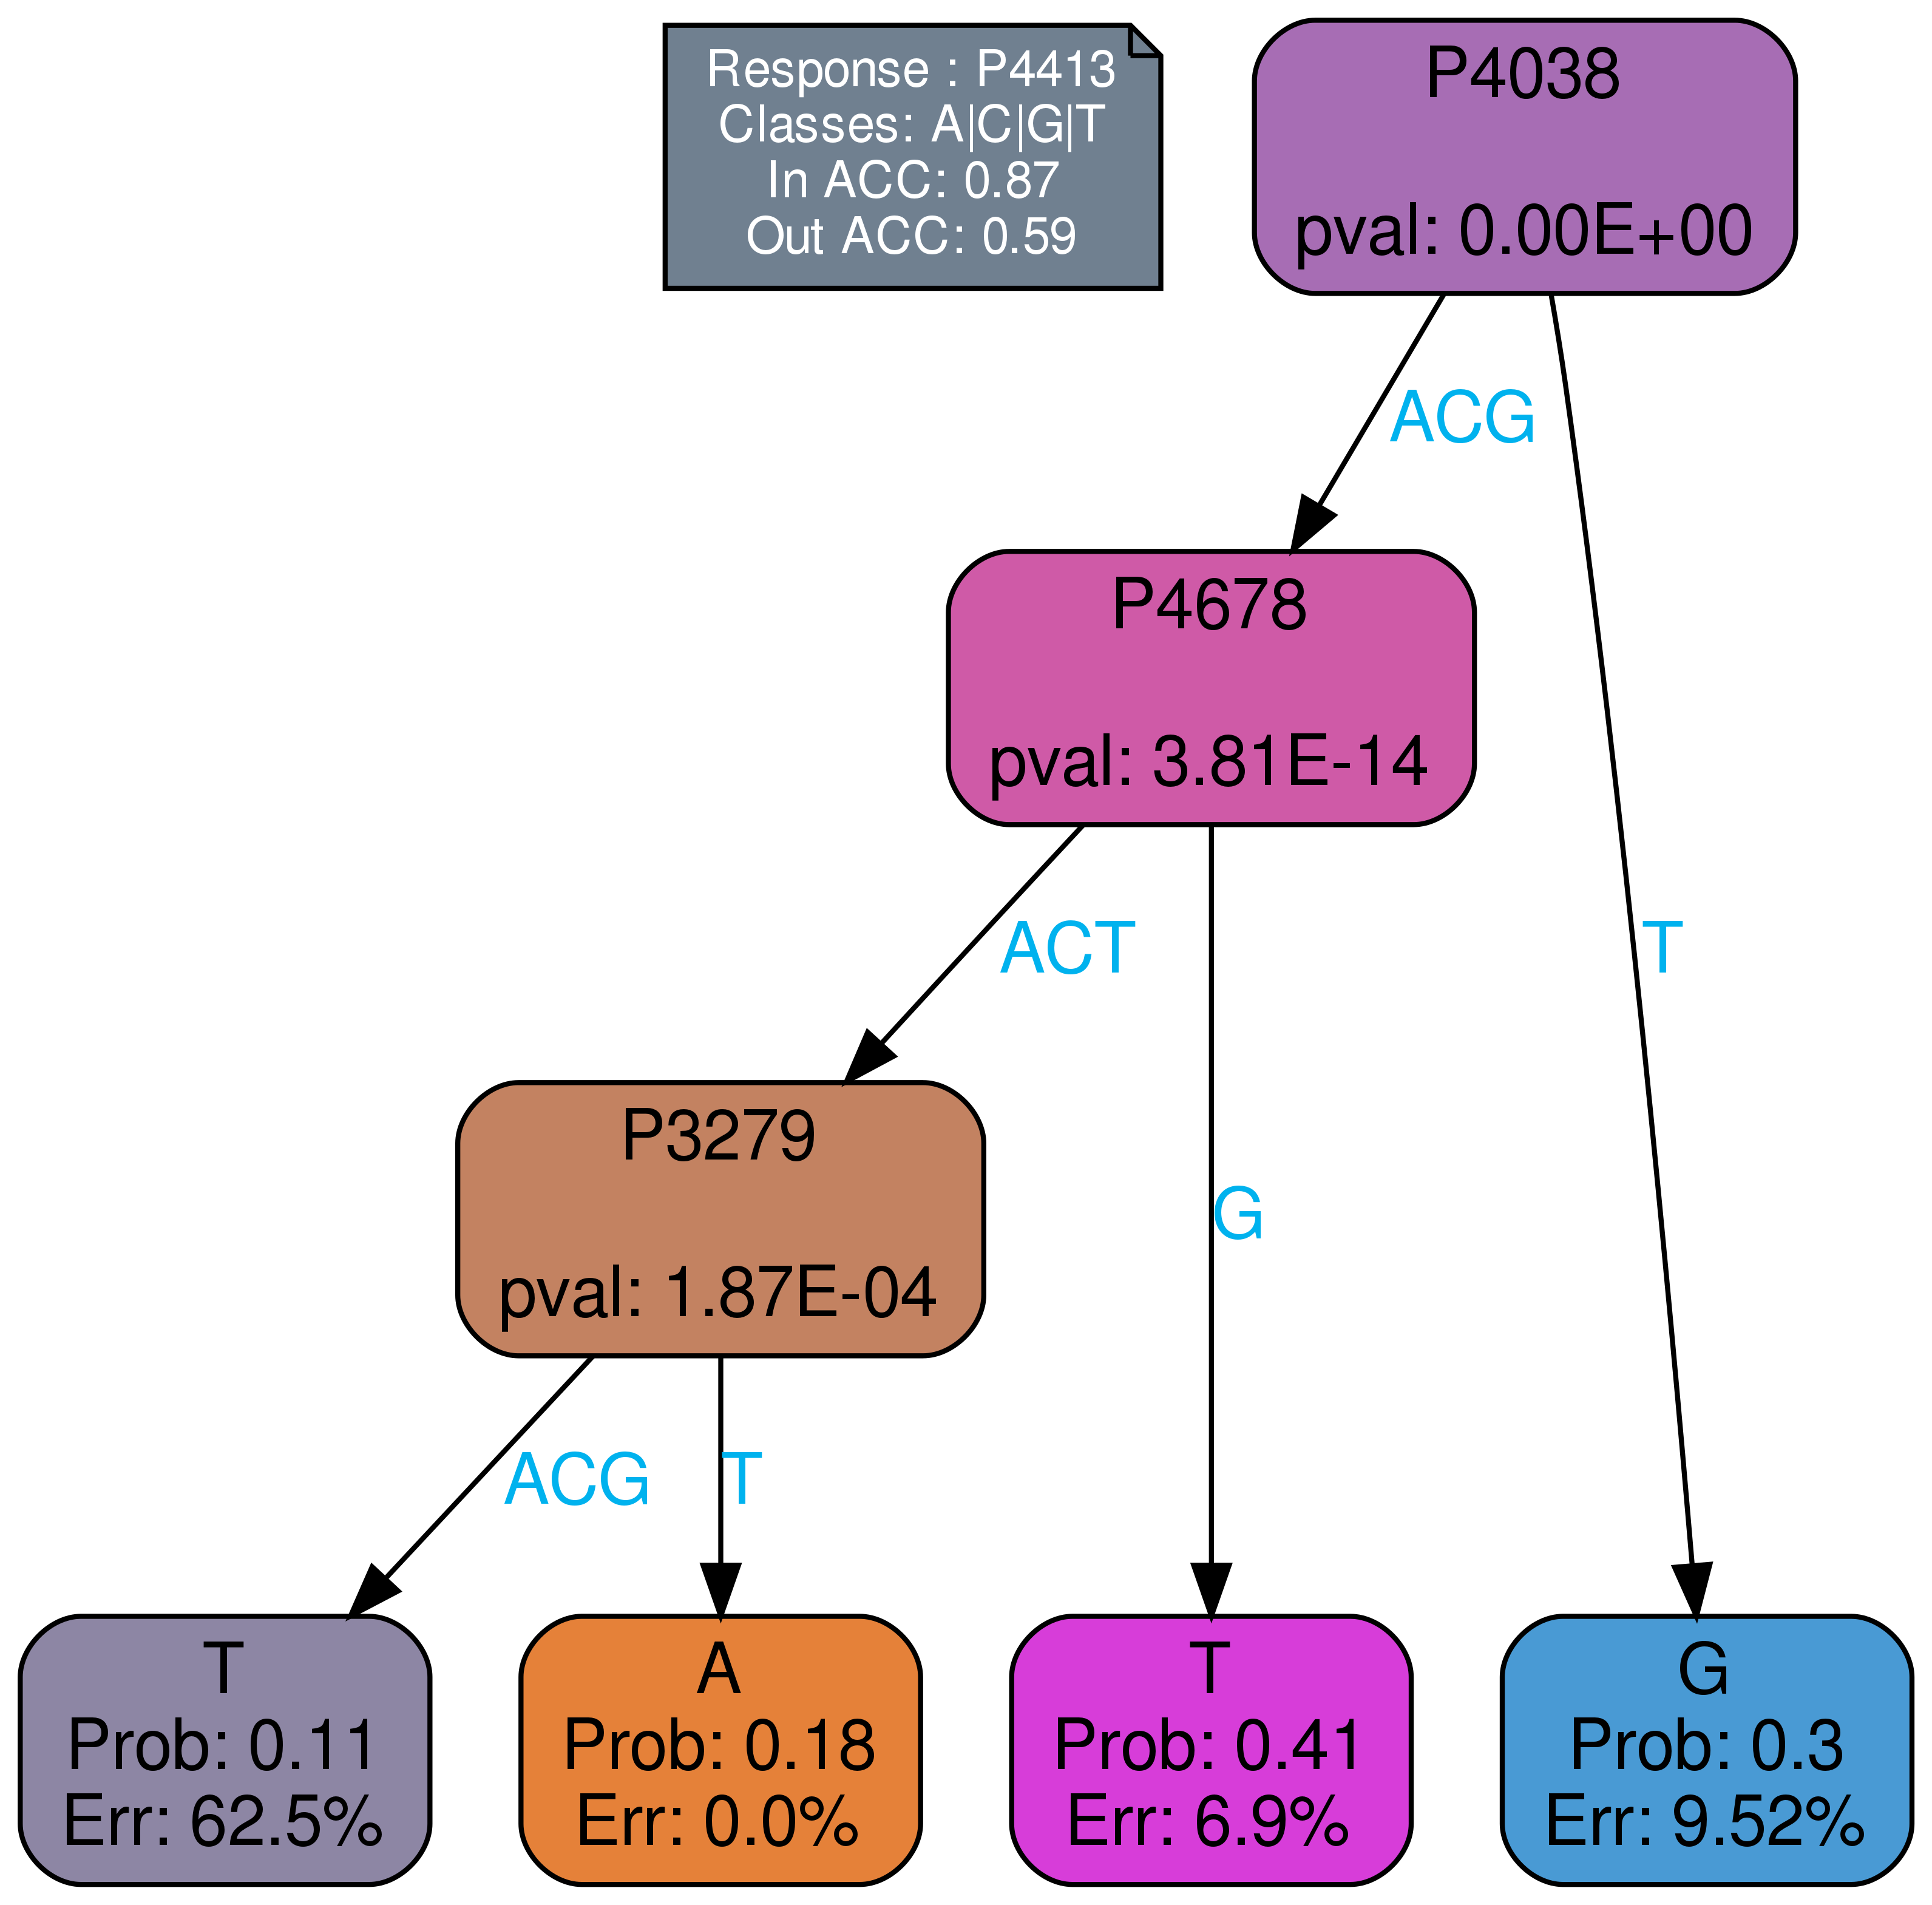 Response : P4413
Classes: A|C|G|T
In ACC: 0.87
Out ACC: 0.59
P4038
pval: 0.00E+00
ACG
P4678
pval: 3.81E-14
ACT
T
P3279
pval: 1.87E-04
G
ACG
T
T
Prob: 0.11
Err: 62.5%
A
Prob: 0.18
Err: 0.0%
T
Prob: 0.41
Err: 6.9%
G
Prob: 0.3
Err: 9.52%